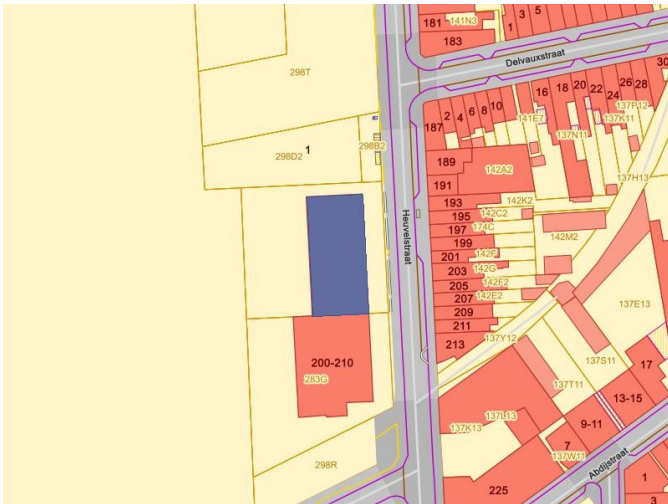 181
141N3
1
3
5
183
Delvauxstraat
30
298T
16
18
20
22
24
26
28
137P12
137K11
187
2
4
6
8
10
141E7
137N11
298B2
298D2
1
189
142A2
191
137H13
193
142K2
195
142C2
197
174C
Heuvelstraat
199
142M2
201
142F
203
142G
205
142F2
207
142E2
209
211
137Y12
213
137E13
137S11
200-210
283G
17
137T11
13-15
137L13
9-11
137K13
7
137W11
Abdijstraat
298R
1
225
3